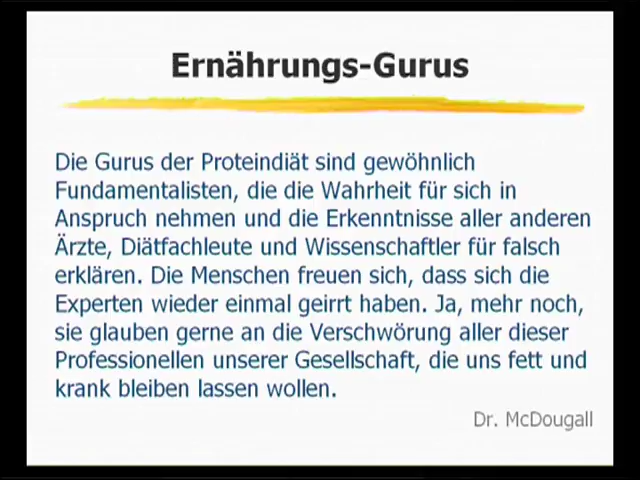 Ernährungs-Gurus
Die Gurus der Proteindiät sind gewöhnlich
Fundamentalisten, die die Wahrheit für sich in
Anspruch nehmen und die Erkenntnisse aller anderen
Ärzte, Diätfachleute und Wissenschaftler für falsch
erklären. Die Menschen freuen sich, dass sich die
Experten wieder einmal geirrt haben. Ja, mehr noch,
sie glauben gerne an die Verschwörung aller dieser
Professionellen unserer Gesellschaft, die uns fett und
krank bleiben lassen wollen.
Dr. McDougall